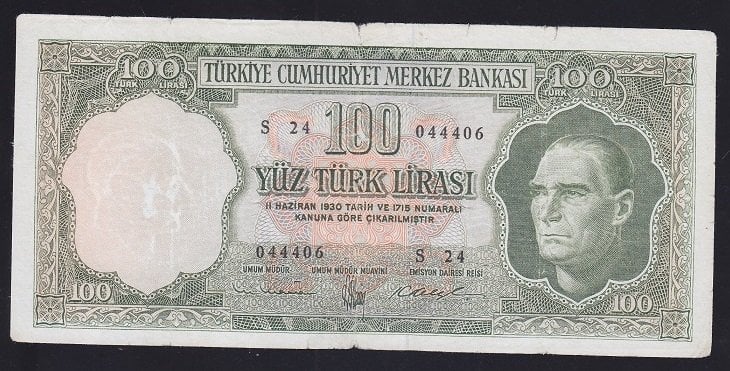 100 TÜRK LİRASI
TÜRKİYE CUMHURİYET MERKEZ BANKASI
100 TÜRK LİRASI
S 24 100 044406
YÜZ TÜRK LİRASI
11 HAZİRAN 1930 TARİH VE 1715 NUMARALI
KANUNA GÖRE ÇIKARILMIŞTIR
044406 S 24
UMUM MÜDÜR UMUM MÜDÜR MUAVİNİ EMİSYON DAİRESİ REİSİ
100 100